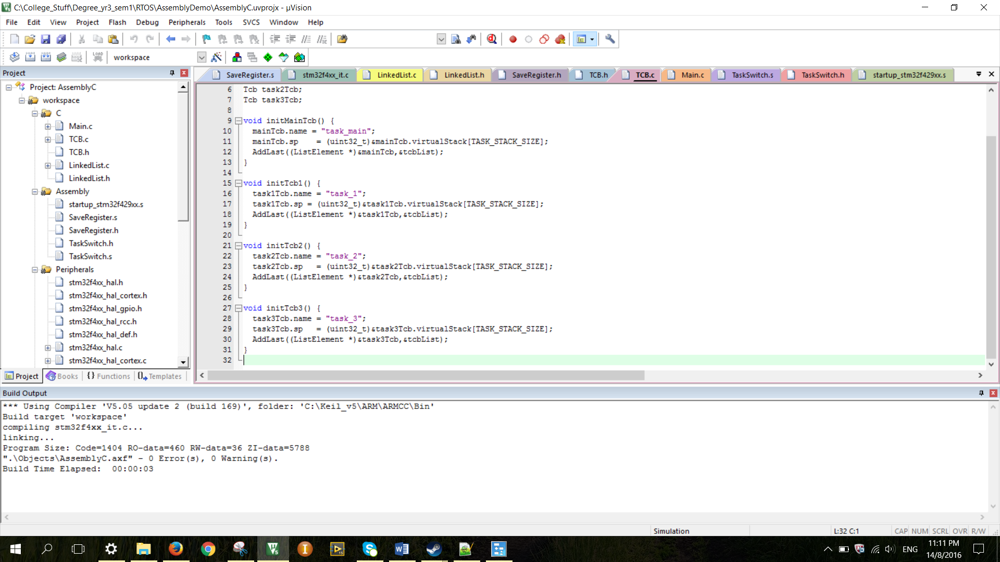 C:\College_Stuff\Degree_yr3_sem1\RTOS\AssemblyDemo\AssemblyC.uvprojx - µVision
File Edit View Project Flash Debug Peripherals Tools SVCS Window Help
LOAD workspace
Project
SaveRegister.s stm32f4xx_it.c LinkedList.c LinkedList.h SaveRegister.h TCB.h TCB.c Main.c TaskSwitch.s TaskSwitch.h startup_stm32f429xx.s
Project: AssemblyC
workspace
C
Main.c
TCB.c
TCB.h
LinkedList.c
LinkedList.h
Assembly
startup_stm32f429xx.s
SaveRegister.s
SaveRegister.h
TaskSwitch.h
TaskSwitch.s
Peripherals
stm32f4xx_hal.h
stm32f4xx_hal_cortex.h
stm32f4xx_hal_gpio.h
stm32f4xx_hal_rcc.h
stm32f4xx_hal_def.h
stm32f4xx_hal.c
stm32f4xx_hal_cortex.c
Project Books {} Functions Templates
6 Tcb task2Tcb;
7 Tcb task3Tcb;
8
9 void initMainTcb() {
10 mainTcb.name = "task_main";
11 mainTcb.sp    = (uint32_t)&mainTcb.virtualStack[TASK_STACK_SIZE];
12 AddLast((ListElement *)&mainTcb,&tcbList);
13 }
14
15 void initTcb1() {
16 task1Tcb.name = "task_1";
17 task1Tcb.sp = (uint32_t)&task1Tcb.virtualStack[TASK_STACK_SIZE];
18 AddLast((ListElement *)&task1Tcb,&tcbList);
19 }
20
21 void initTcb2() {
22 task2Tcb.name = "task_2";
23 task2Tcb.sp   = (uint32_t)&task2Tcb.virtualStack[TASK_STACK_SIZE];
24 AddLast((ListElement *)&task2Tcb,&tcbList);
25 }
26
27 void initTcb3() {
28 task3Tcb.name = "task_3";
29 task3Tcb.sp   = (uint32_t)&task3Tcb.virtualStack[TASK_STACK_SIZE];
30 AddLast((ListElement *)&task3Tcb,&tcbList);
31 }
32
Build Output
*** Using Compiler 'V5.05 update 2 (build 169)', folder: 'C:\Keil_v5\ARM\ARMCC\Bin'
Build target 'workspace'
compiling stm32f4xx_it.c...
linking...
Program Size: Code=1404 RO-data=460 RW-data=36 ZI-data=5788
".\Objects\AssemblyC.axf" - 0 Error(s), 0 Warning(s).
Build Time Elapsed:  00:00:03
Simulation L:32 C:1 CAP NUM SCRL OVR R/W
ENG
11:11 PM
14/8/2016